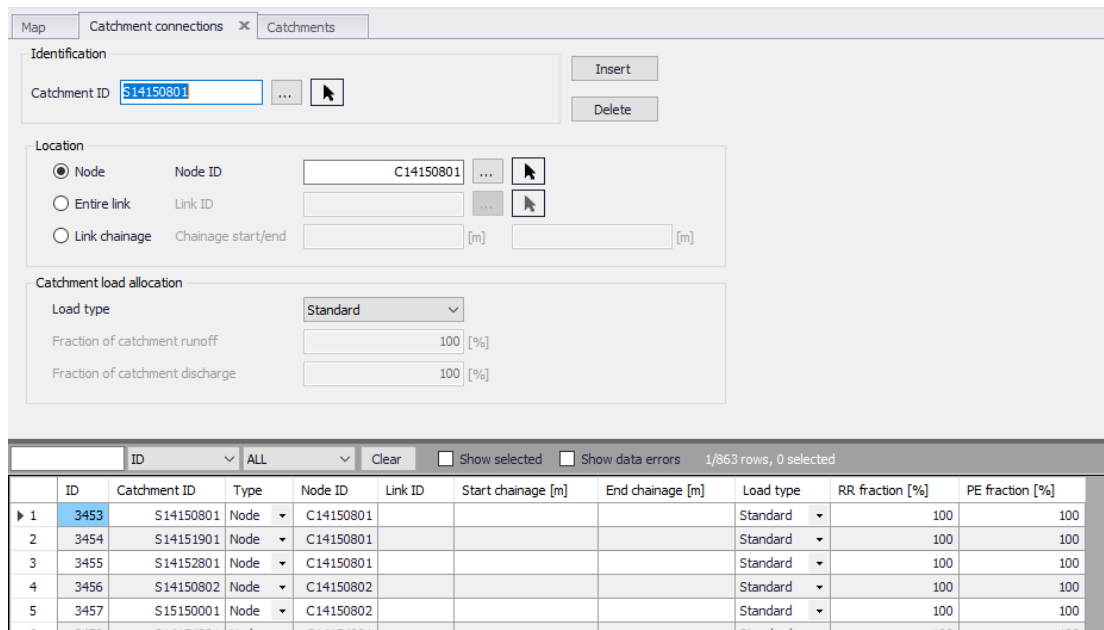 Map Catchment connections Catchments
Identification
Insert
Catchment ID S14150801 ...
Delete
Location
Node Node ID C14150801 ...
Entire link Link ID ...
Link chainage Chainage start/end [m] [m]
Catchment load allocation
Load type Standard
Fraction of catchment runoff 100 [%]
Fraction of catchment discharge 100 [%]
ID ALL Clear Show selected Show data errors 1/863 rows, 0 selected
ID Catchment ID Type Node ID Link ID Start chainage [m] End chainage [m] Load type RR fraction [%] PE fraction [%]
1 3453 S14150801 Node C14150801 Standard 100 100
2 3454 S14151901 Node C14150801 Standard 100 100
3 3455 S14152801 Node C14150801 Standard 100 100
4 3456 S14150802 Node C14150802 Standard 100 100
5 3457 S15150001 Node C14150802 Standard 100 100